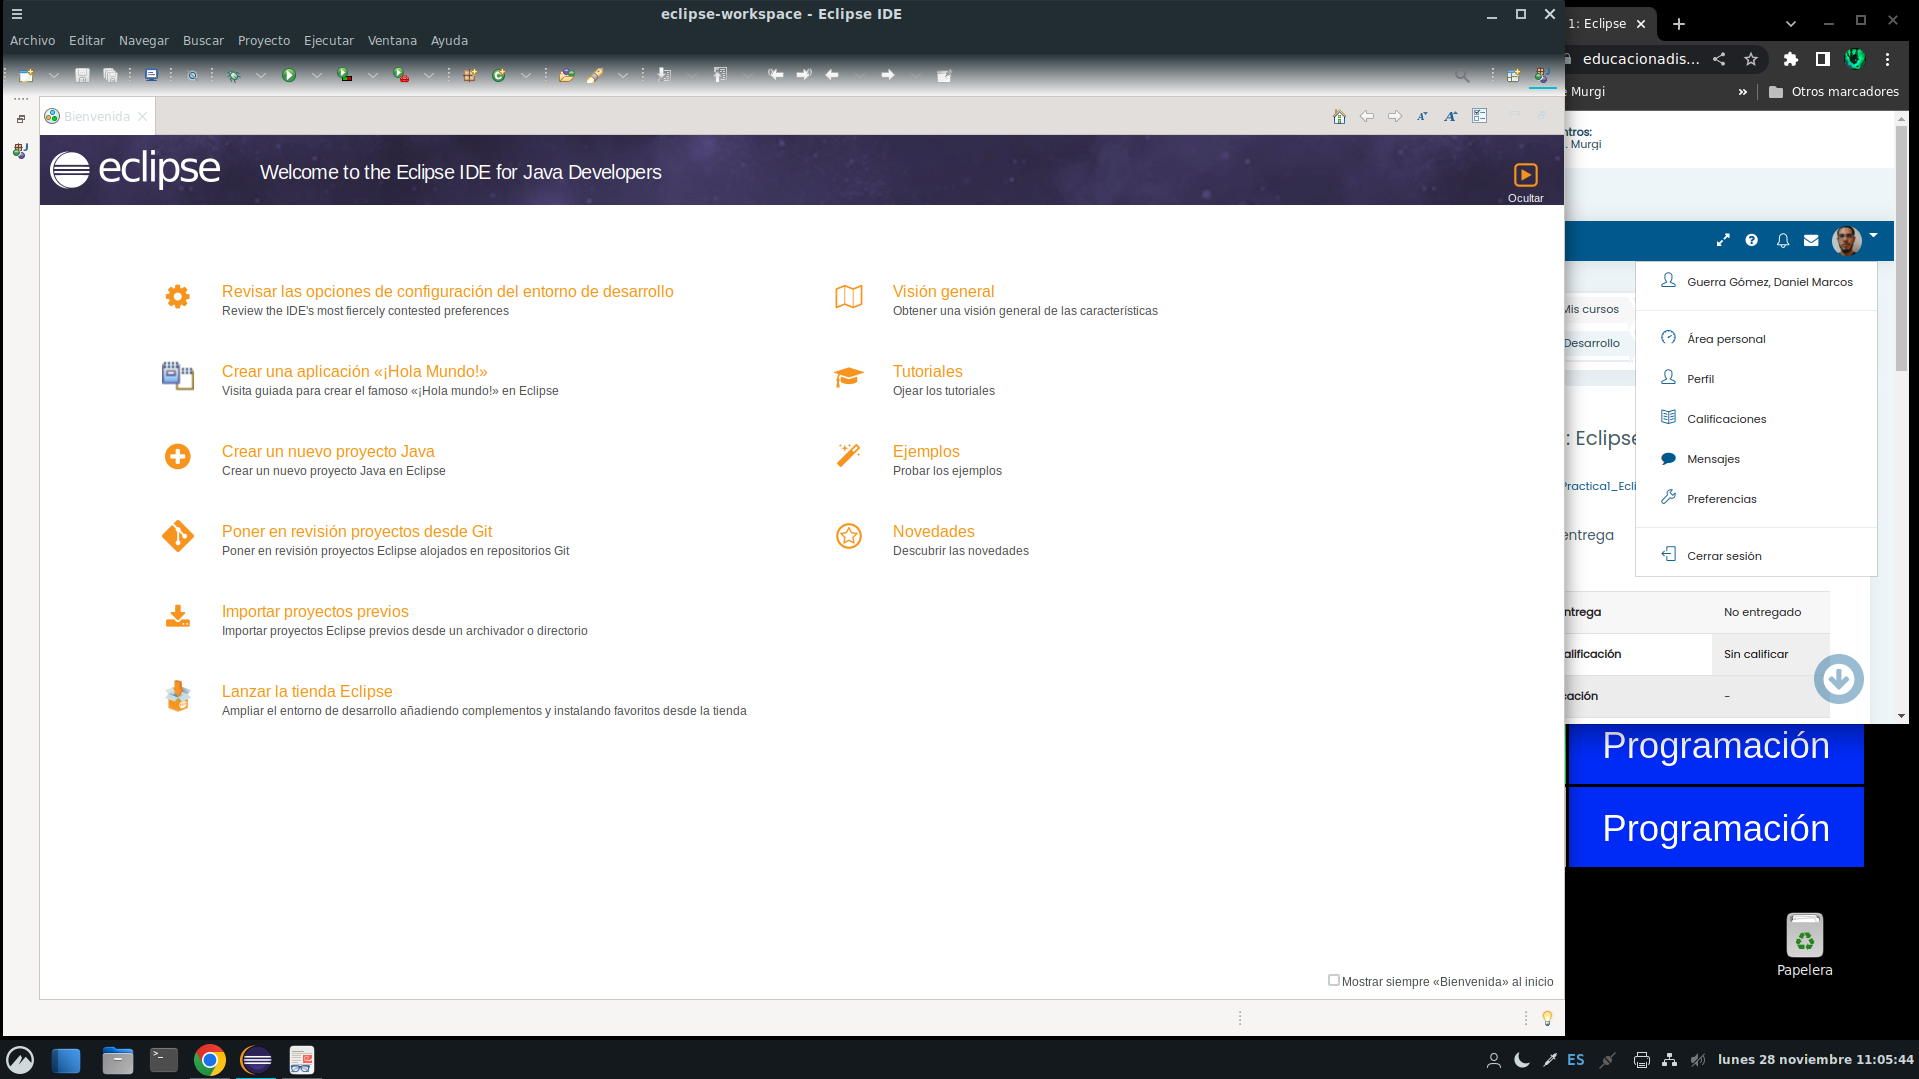 eclipse-workspace - Eclipse IDE
Archivo Editar Navegar Buscar Proyecto Ejecutar Ventana Ayuda
Bienvenida
eclipse
Welcome to the Eclipse IDE for Java Developers
Ocultar
Revisar las opciones de configuración del entorno de desarrollo
Review the IDE's most fiercely contested preferences
Crear una aplicación «¡Hola Mundo!»
Visita guiada para crear el famoso «¡Hola mundo!» en Eclipse
Crear un nuevo proyecto Java
Crear un nuevo proyecto Java en Eclipse
Poner en revisión proyectos desde Git
Poner en revisión proyectos Eclipse alojados en repositorios Git
Importar proyectos previos
Importar proyectos Eclipse previos desde un archivador o directorio
Lanzar la tienda Eclipse
Ampliar el entorno de desarrollo añadiendo complementos y instalando favoritos desde la tienda
Visión general
Obtener una visión general de las características
Tutoriales
Ojear los tutoriales
Ejemplos
Probar los ejemplos
Novedades
Descubrir las novedades
Mostrar siempre «Bienvenida» al inicio
1: Eclipse
educacionadis...
Murgi
» Otros marcadores
ntros:
. Murgi
Guerra Gómez, Daniel Marcos
Mis cursos
Desarrollo
Área personal
Perfil
Calificaciones
Mensajes
Preferencias
Cerrar sesión
: Eclipse
Practica1_Ecli
entrega
ntrega No entregado
alificación Sin calificar
cación -
Programación
Programación
Papelera
ES
lunes 28 noviembre 11:05:44